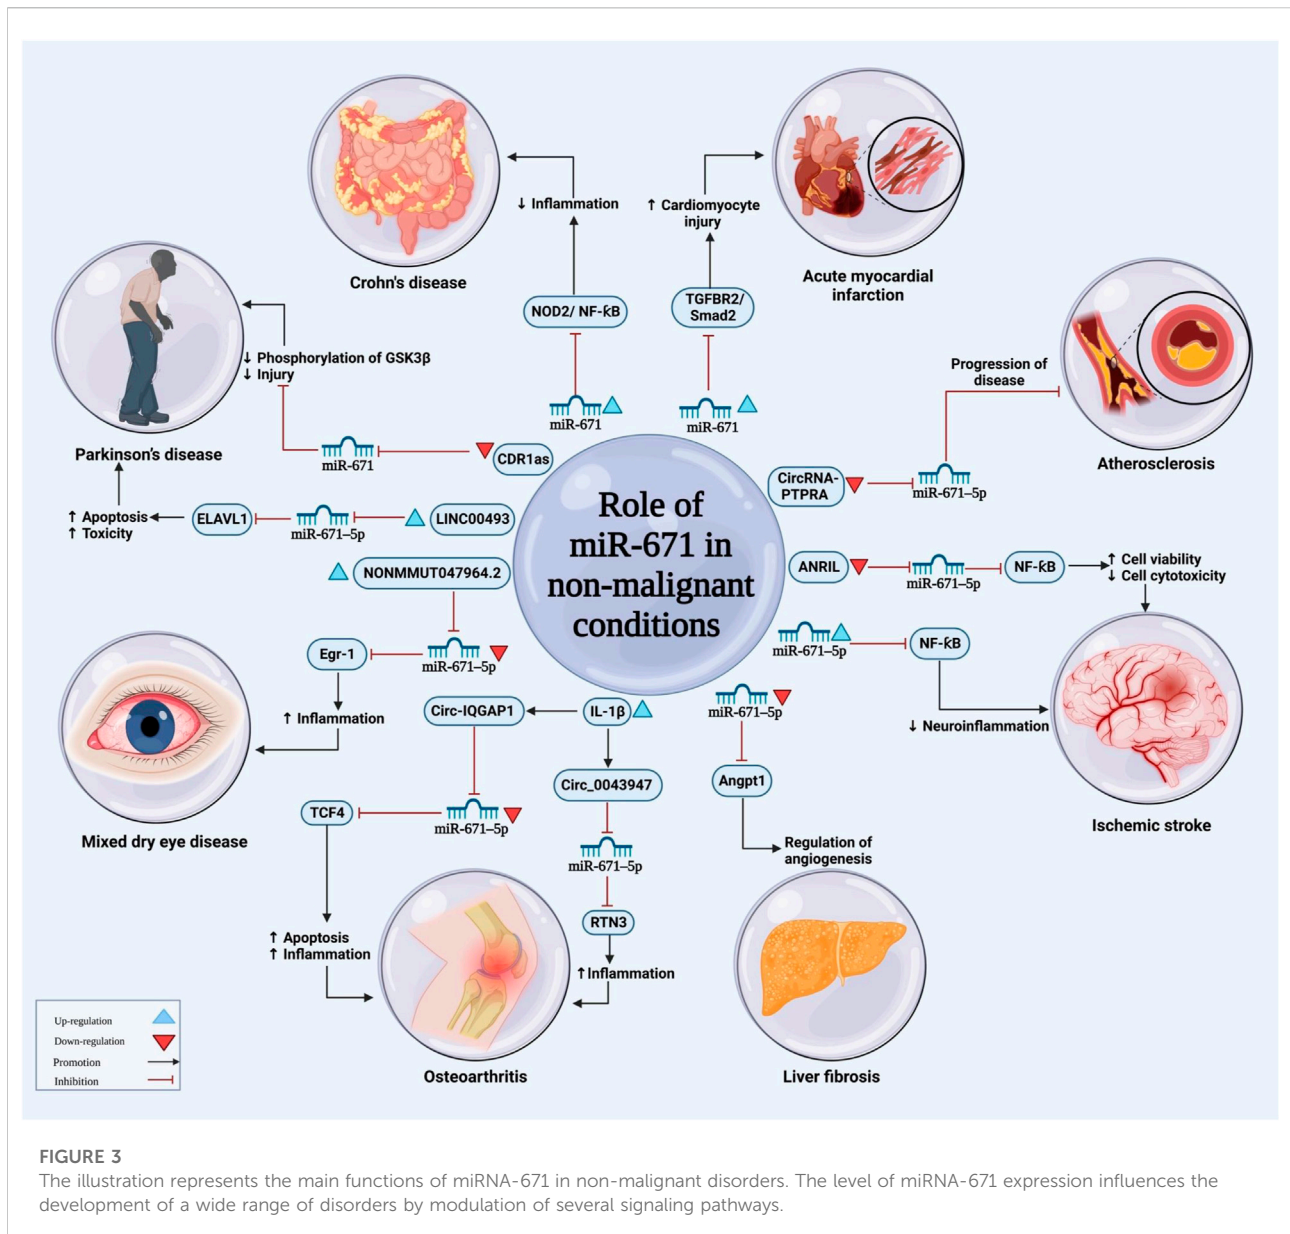 Crohn's disease
↓ Inflammation
NOD2/ NF-ƙB
miR-671
↑ Cardiomyocyte
injury
TGFBR2/
Smad2
miR-671
Acute myocardial
infarction
Parkinson's disease
↓ Phosphorylation of GSK3β
↓ Injury
miR-671
CDR1as
↑ Apoptosis
↑ Toxicity
ELAVL1
miR-671-5p
LINC00493
Progression of
disease
Atherosclerosis
CircRNA-
PTPRA
miR-671-5p
Role of
miR-671 in
non-malignant
conditions
ANRIL
miR-671-5p
NF-ƙB
↑ Cell viability
↓ Cell cytotoxicity
miR-671-5p
NF-ƙB
↓ Neuroinflammation
Ischemic stroke
NONMMUT047964.2
Egr-1
miR-671-5p
↑ Inflammation
Mixed dry eye disease
Circ-IQGAP1
IL-1β
TCF4
miR-671-5p
↑ Apoptosis
↑ Inflammation
Circ_0043947
miR-671-5p
RTN3
↑Inflammation
Osteoarthritis
miR-671-5p
Angpt1
Regulation of
angiogenesis
Liver fibrosis
Up-regulation
Down-regulation
Promotion
Inhibition
FIGURE 3
The illustration represents the main functions of miRNA-671 in non-malignant disorders. The level of miRNA-671 expression influences the
development of a wide range of disorders by modulation of several signaling pathways.